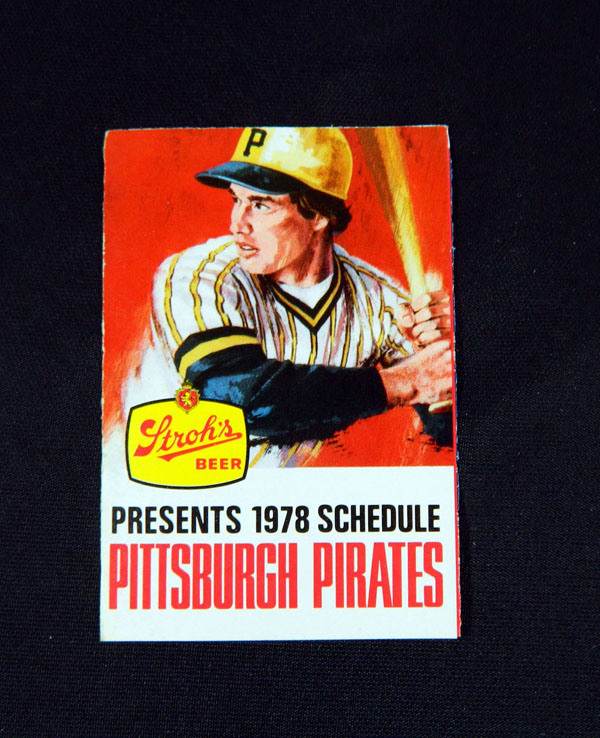 P
Stroh's
BEER
PRESENTS 1978 SCHEDULE
PITTSBURGH PIRATES